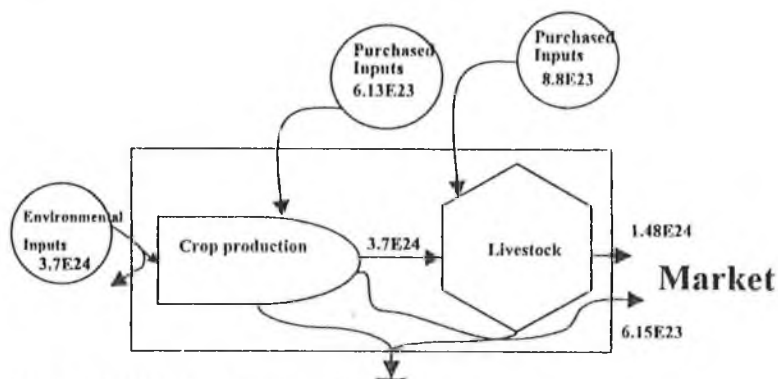 Purchased
Inputs
6.13E23
Purchased
Inputs
8.8E23
Environmental
Inputs
3.7E24
Crop production
3.7E24
Livestock
1.48E24
Market
6.15E23